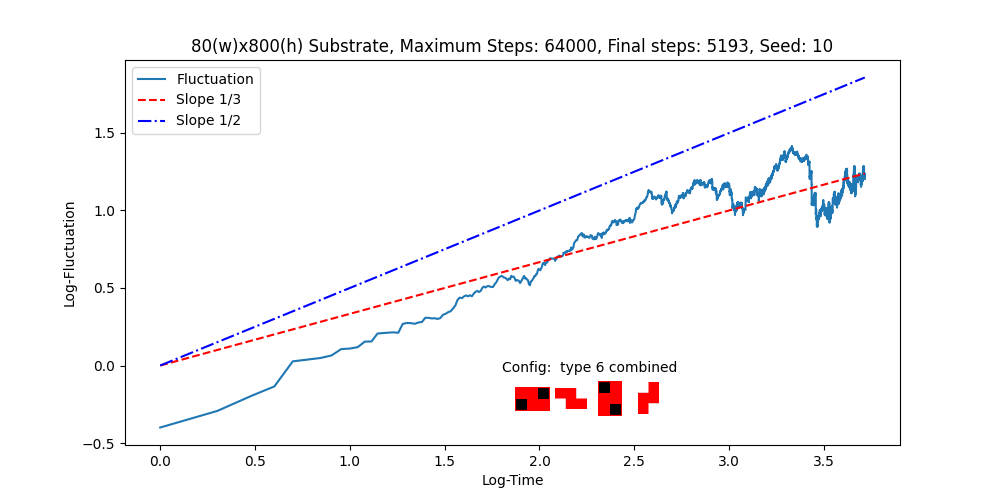 80(w)x800(h) Substrate, Maximum Steps: 64000, Final steps: 5193, Seed: 10
Fluctuation
Slope 1/3
Slope 1/2
Log-Fluctuation
1.5
1.0
0.5
0.0
−0.5
Config:  type 6 combined
0.0 0.5 1.0 1.5 2.0 2.5 3.0 3.5
Log-Time